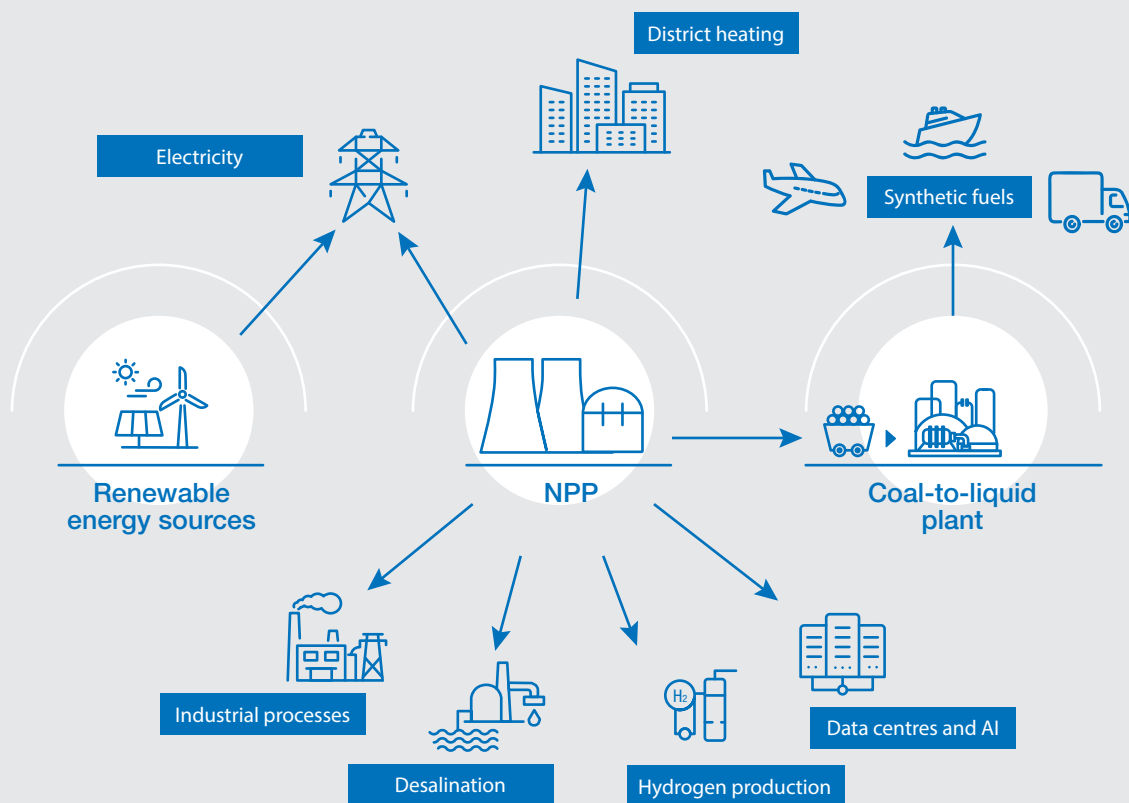 District heating
Electricity
Synthetic fuels
Renewable
energy sources
NPP
Coal-to-liquid
plant
H2
Industrial processes
Data centres and AI
Desalination
Hydrogen production